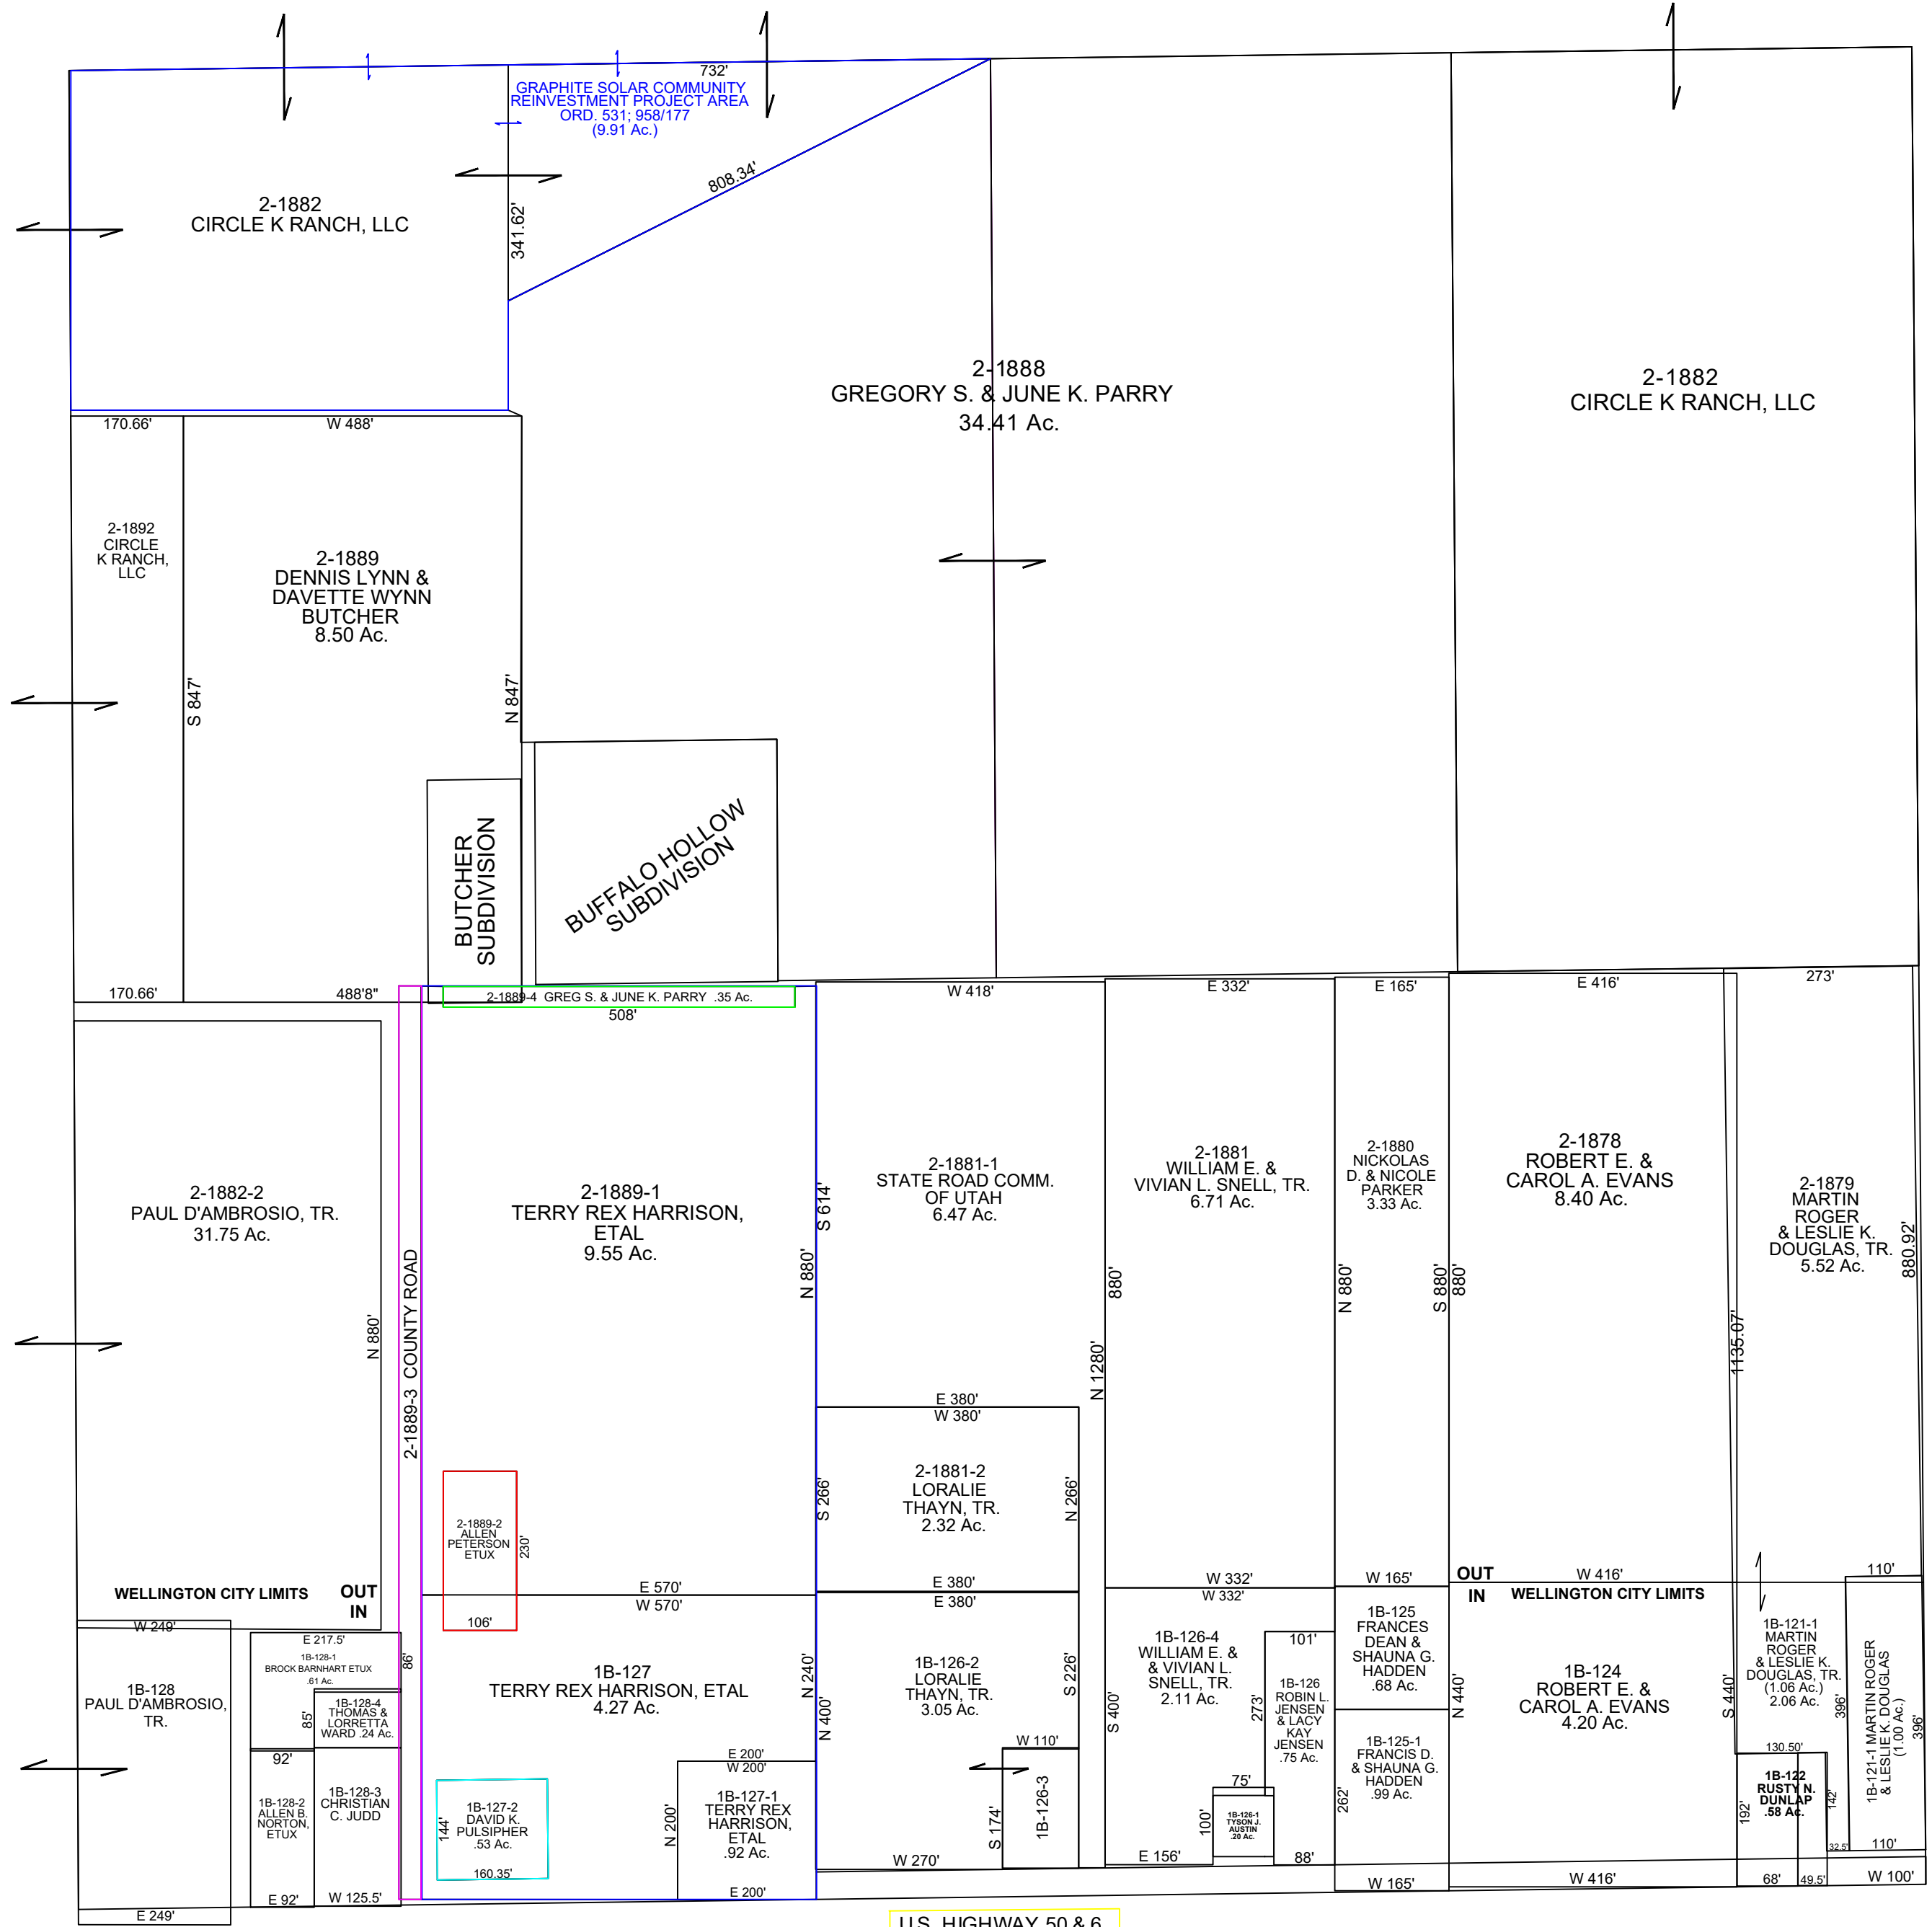 732'
GRAPHITE SOLAR COMMUNITY
REINVESTMENT PROJECT AREA
ORD. 531; 958/177
(9.91 Ac.)
808.34'
341.62'
2-1882
CIRCLE K RANCH, LLC
2-1888
GREGORY S. & JUNE K. PARRY
34.41 Ac.
2-1882
CIRCLE K RANCH, LLC
170.66'
W 488'
2-1892
CIRCLE
K RANCH,
LLC
2-1889
DENNIS LYNN &
DAVETTE WYNN
BUTCHER
8.50 Ac.
S 847'
N 847'
BUTCHER
SUBDIVISION
BUFFALO HOLLOW
SUBDIVISION
170.66'
488'8"
2-1889-4 GREG S. & JUNE K. PARRY .35 Ac.
508'
W 418'
E 332'
E 165'
E 416'
273'
2-1882-2
PAUL D'AMBROSIO, TR.
31.75 Ac.
N 880'
2-1889-3 COUNTY ROAD
2-1889-1
TERRY REX HARRISON,
ETAL
9.55 Ac.
N 880'
S 614'
2-1881-1
STATE ROAD COMM.
OF UTAH
6.47 Ac.
N 1280'
880'
2-1881
WILLIAM E. &
VIVIAN L. SNELL, TR.
6.71 Ac.
N 880'
2-1880
NICKOLAS
D. & NICOLE
PARKER
3.33 Ac.
S 880'
880'
2-1878
ROBERT E. &
CAROL A. EVANS
8.40 Ac.
1135.07'
2-1879
MARTIN
ROGER
& LESLIE K.
DOUGLAS, TR.
5.52 Ac.
880.92'
E 380'
W 380'
S 266'
2-1881-2
LORALIE
THAYN, TR.
2.32 Ac.
N 266'
2-1889-2
ALLEN
PETERSON
ETUX
230'
106'
E 570'
W 570'
E 380'
E 380'
W 332'
W 332'
W 165'
OUT
IN
W 416'
WELLINGTON CITY LIMITS
110'
WELLINGTON CITY LIMITS
OUT
IN
W 249'
1B-128
PAUL D'AMBROSIO,
TR.
E 249'
E 217.5'
1B-128-1
BROCK BARNHART ETUX
.61 Ac.
86'
85'
1B-128-4
THOMAS &
LORRETTA
WARD .24 Ac.
92'
1B-128-2
ALLEN B.
NORTON,
ETUX
E 92'
1B-128-3
CHRISTIAN
C. JUDD
W 125.5'
1B-127
TERRY REX HARRISON, ETAL
4.27 Ac.
N 240'
N 400'
144'
1B-127-2
DAVID K.
PULSIPHER
.53 Ac.
160.35'
E 200'
W 200'
N 200'
1B-127-1
TERRY REX
HARRISON,
ETAL
.92 Ac.
E 200'
1B-126-2
LORALIE
THAYN, TR.
3.05 Ac.
S 226'
W 110'
S 174'
1B-126-3
W 270'
S 400'
1B-126-4
WILLIAM E. &
& VIVIAN L.
SNELL, TR.
2.11 Ac.
101'
273'
1B-126
ROBIN L.
JENSEN
& LACY
KAY
JENSEN
.75 Ac.
75'
100'
1B-126-1
TYSON J.
AUSTIN
.20 Ac.
E 156'
88'
1B-125
FRANCES
DEAN &
SHAUNA G.
HADDEN
.68 Ac.
262'
1B-125-1
FRANCIS D.
& SHAUNA G.
HADDEN
.99 Ac.
W 165'
N 440'
1B-124
ROBERT E. &
CAROL A. EVANS
4.20 Ac.
S 440'
W 416'
1B-121-1
MARTIN
ROGER
& LESLIE K.
DOUGLAS, TR.
(1.06 Ac.)
2.06 Ac.
396'
1B-121-1 MARTIN ROGER
& LESLIE K. DOUGLAS
(1.00 Ac.)
396'
130.50'
192'
1B-122
RUSTY N.
DUNLAP
.58 Ac.
142'
32.5'
110'
68'
49.5'
W 100'
U.S. HIGHWAY 50 & 6